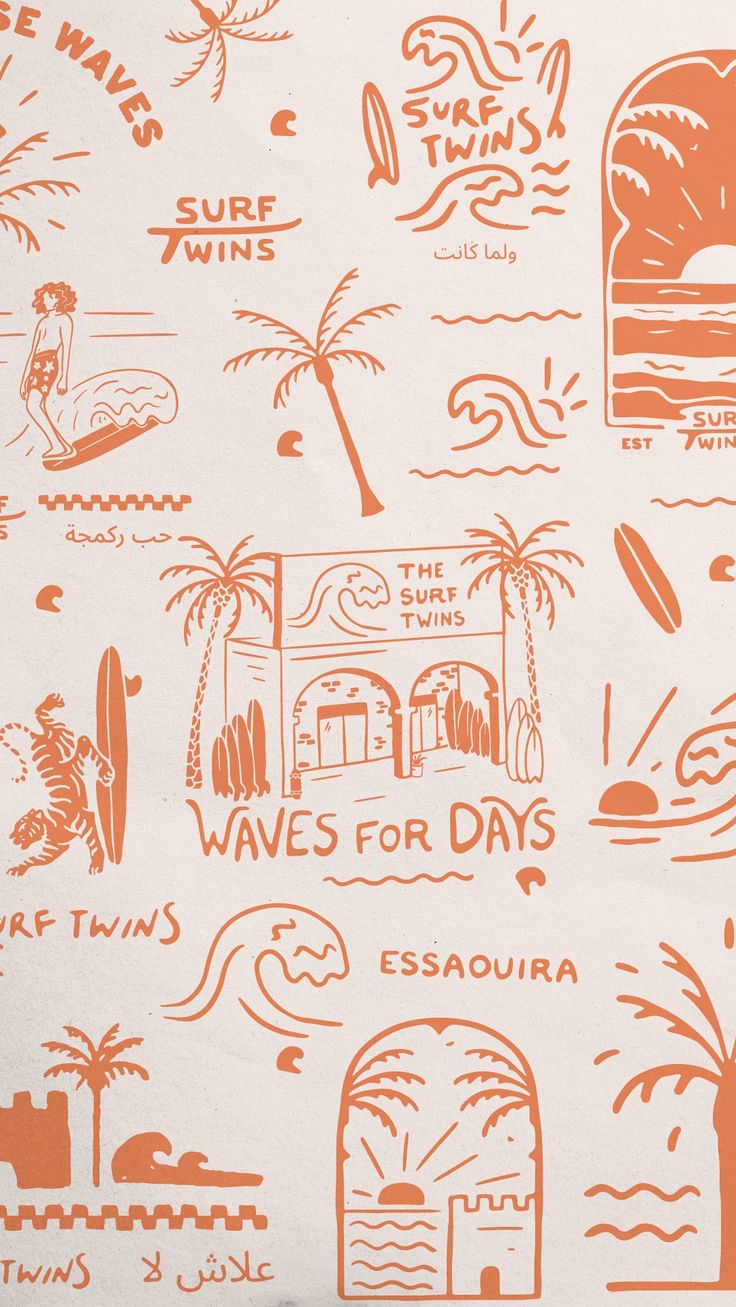 SE WAVES
SURF
TWINS
SURF
TWINS
ولما كانت
EST
SUR
TWIN
S
حب ركمجة
THE
SURF
TWINS
WAVES FOR DAYS
URF TWINS
ESSAOUIRA
TWINS
علاش لا